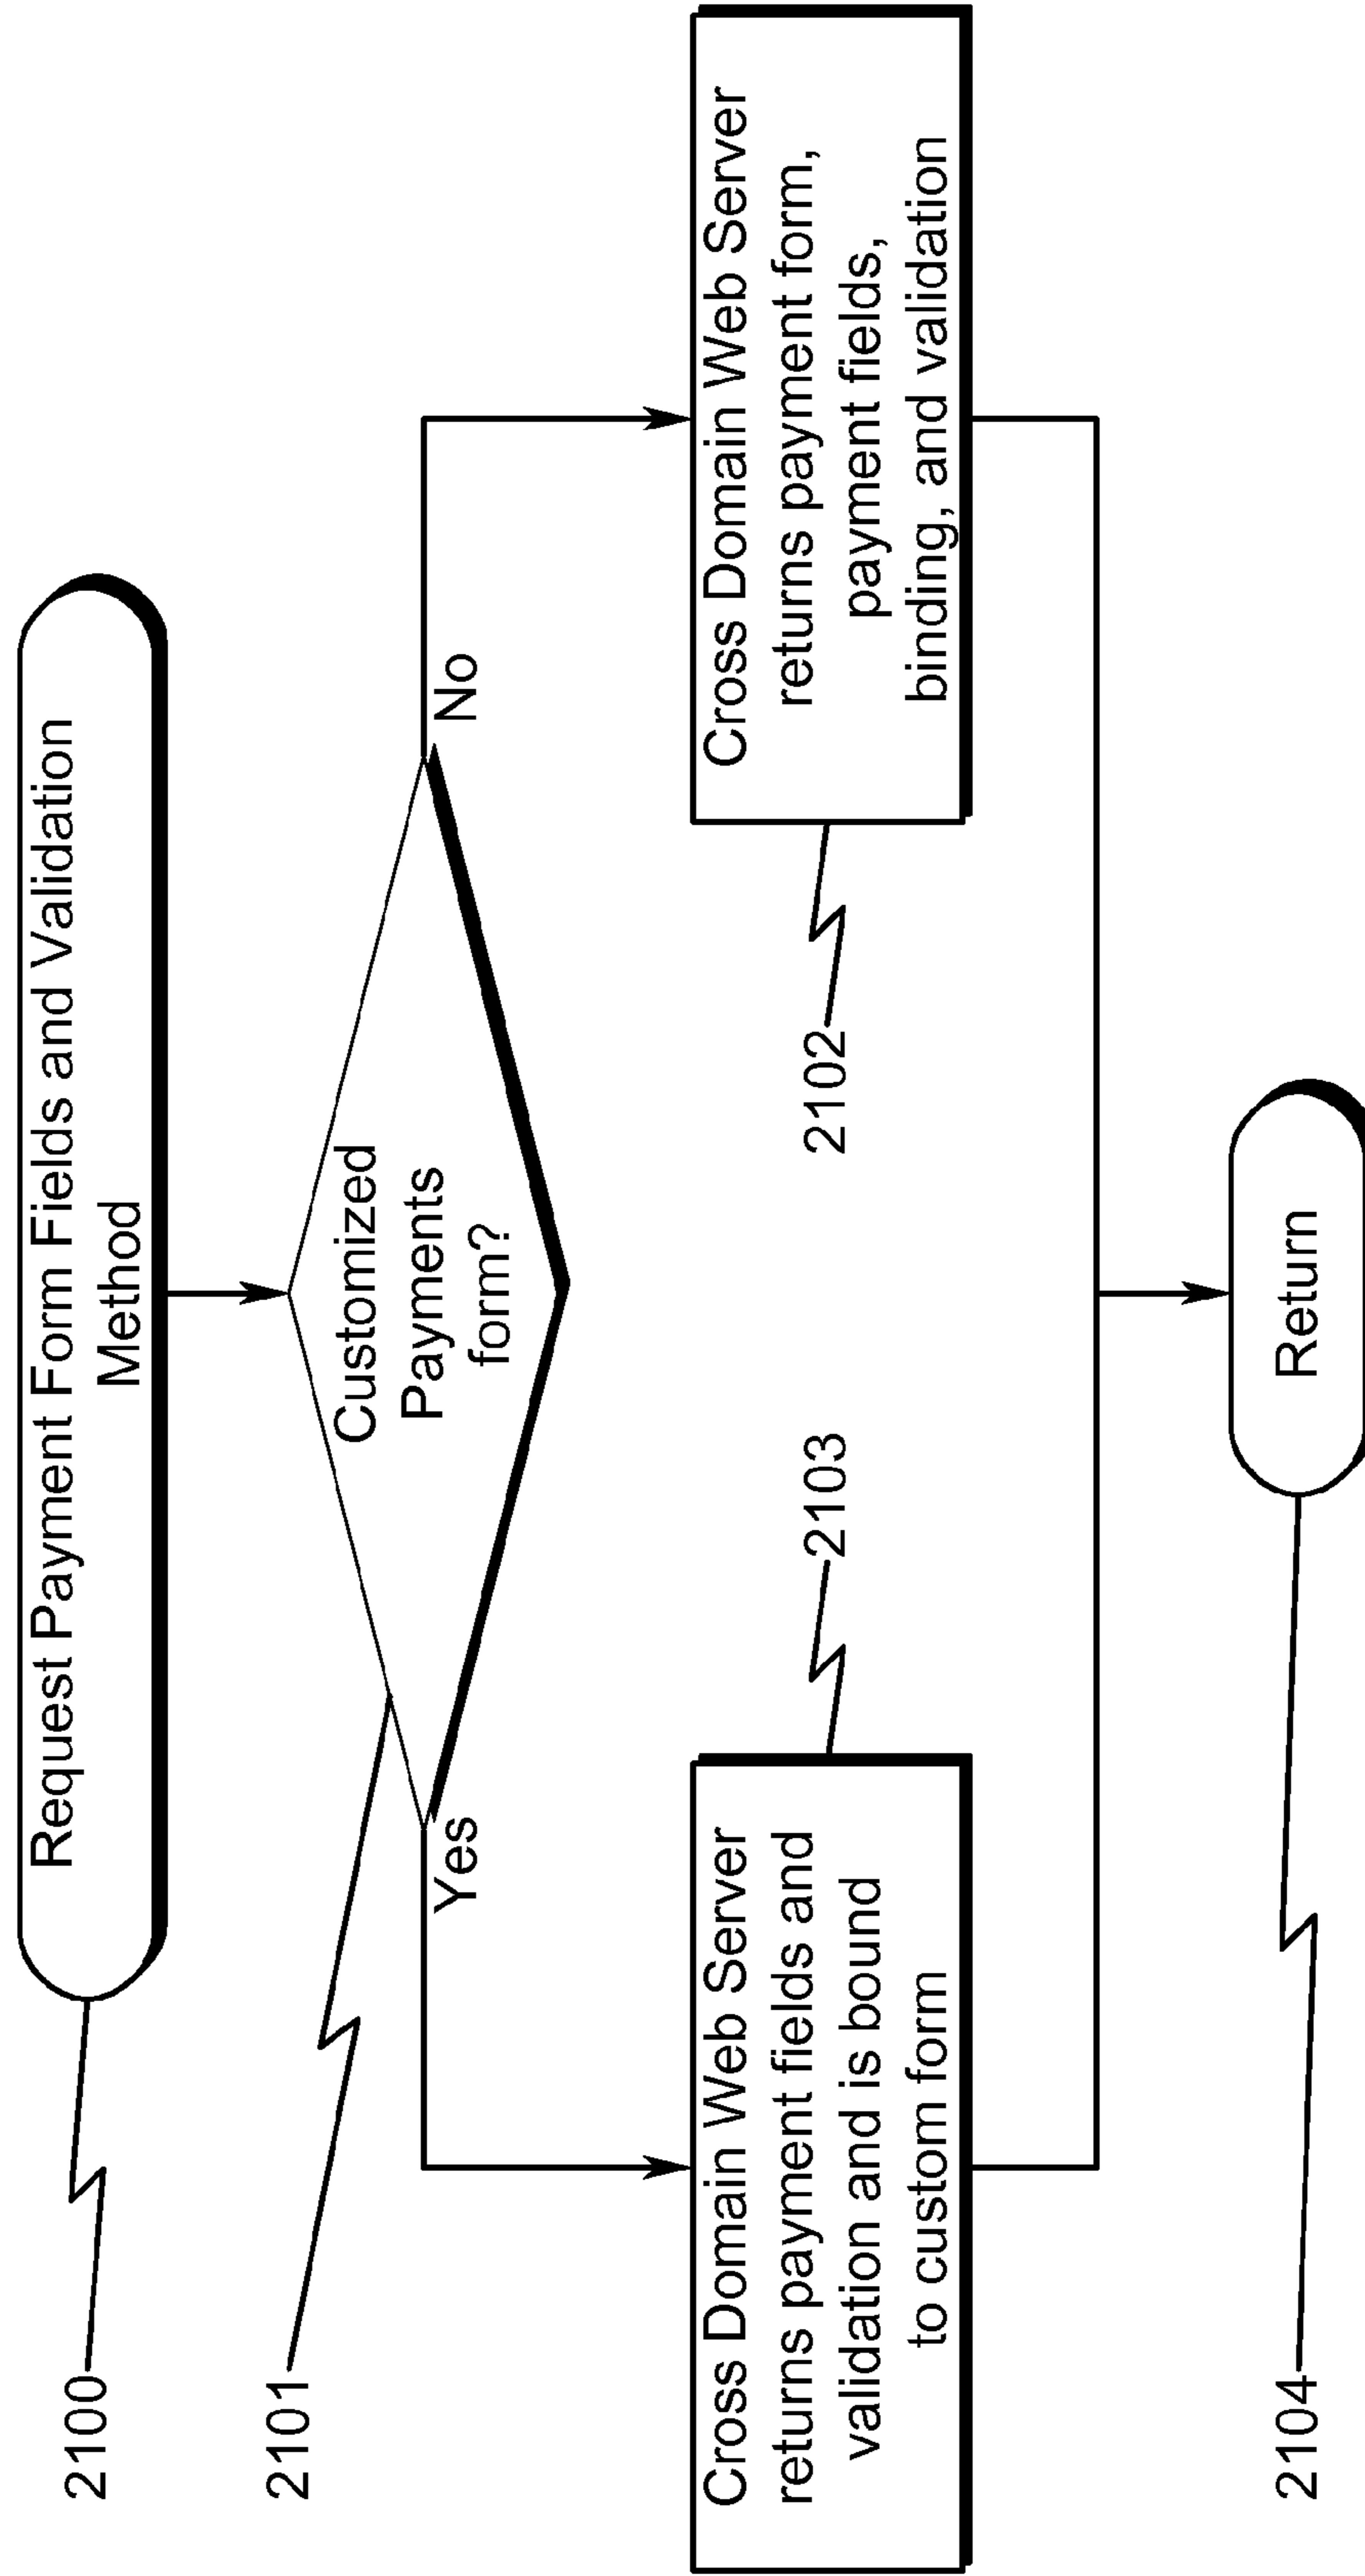 2100
Request Payment Form Fields and Validation
Method
2101
Customized
Payments
form?
Yes
No
Cross Domain Web Server
returns payment fields and
validation and is bound
to custom form
2103
2102
Cross Domain Web Server
returns payment form,
payment fields,
binding, and validation
2104
Return